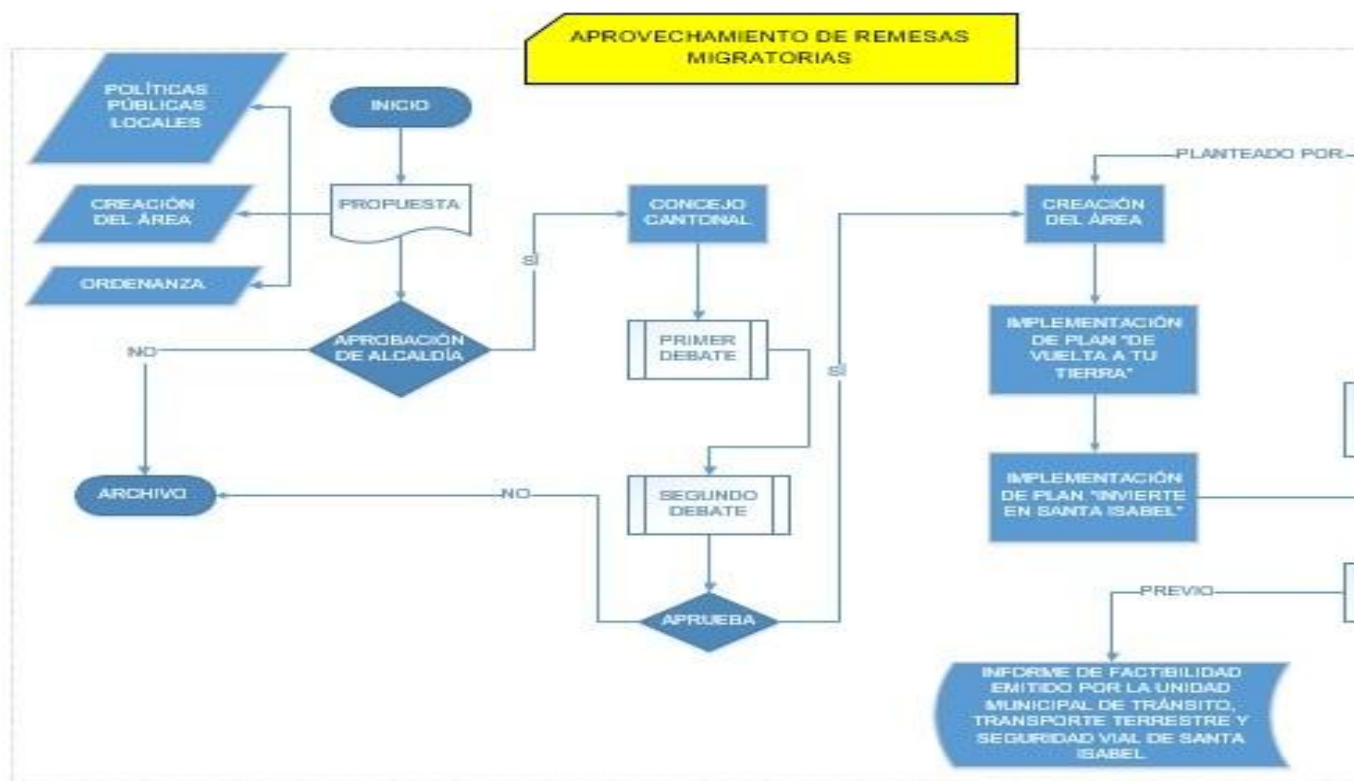 APROVECHAMIENTO DE REMESAS
MIGRATORIAS
POLÍTICAS
PÚBLICAS
LOCALES
INICIO
PLANTEADO POR
CREACIÓN
DEL ÁREA
PROPUESTA
SÍ
CONCEJO
CANTONAL
CREACIÓN
DEL ÁREA
ORDENANZA
APROBACIÓN
DE ALCALDÍA
NO
PRIMER
DEBATE
SÍ
IMPLEMENTACIÓN
DE PLAN "DE
VUELTA A TU
TIERRA"
ARCHIVO
NO
SEGUNDO
DEBATE
IMPLEMENTACIÓN
DE PLAN "INVIERTE
EN SANTA ISABEL"
APRUEBA
PREVIO
INFORME DE FACTIBILIDAD
EMITIDO POR LA UNIDAD
MUNICIPAL DE TRÁNSITO,
TRANSPORTE TERRESTRE Y
SEGURIDAD VIAL DE SANTA
ISABEL